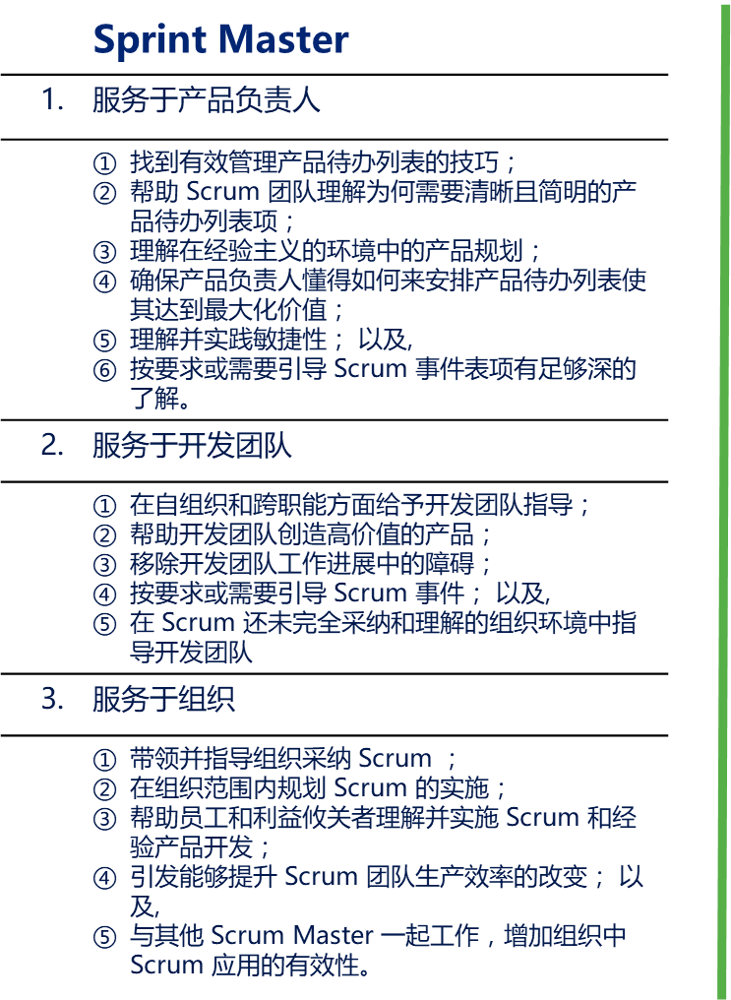 Sprint Master
1. 服务于产品负责人
① 找到有效管理产品待办列表的技巧；
② 帮助 Scrum 团队理解为何需要清晰且简明的产
品待办列表项；
③ 理解在经验主义的环境中的产品规划；
④ 确保产品负责人懂得如何来安排产品待办列表使
其达到最大化价值；
⑤ 理解并实践敏捷性； 以及,
⑥ 按要求或需要引导 Scrum 事件表项有足够深的
了解。
2. 服务于开发团队
① 在自组织和跨职能方面给予开发团队指导；
② 帮助开发团队创造高价值的产品；
③ 移除开发团队工作进展中的障碍；
④ 按要求或需要引导 Scrum 事件； 以及,
⑤ 在 Scrum 还未完全采纳和理解的组织环境中指
导开发团队
3. 服务于组织
① 带领并指导组织采纳 Scrum ；
② 在组织范围内规划 Scrum 的实施；
③ 帮助员工和利益攸关者理解并实施 Scrum 和经
验产品开发；
④ 引发能够提升 Scrum 团队生产效率的改变； 以
及,
⑤ 与其他 Scrum Master 一起工作，增加组织中
Scrum 应用的有效性。